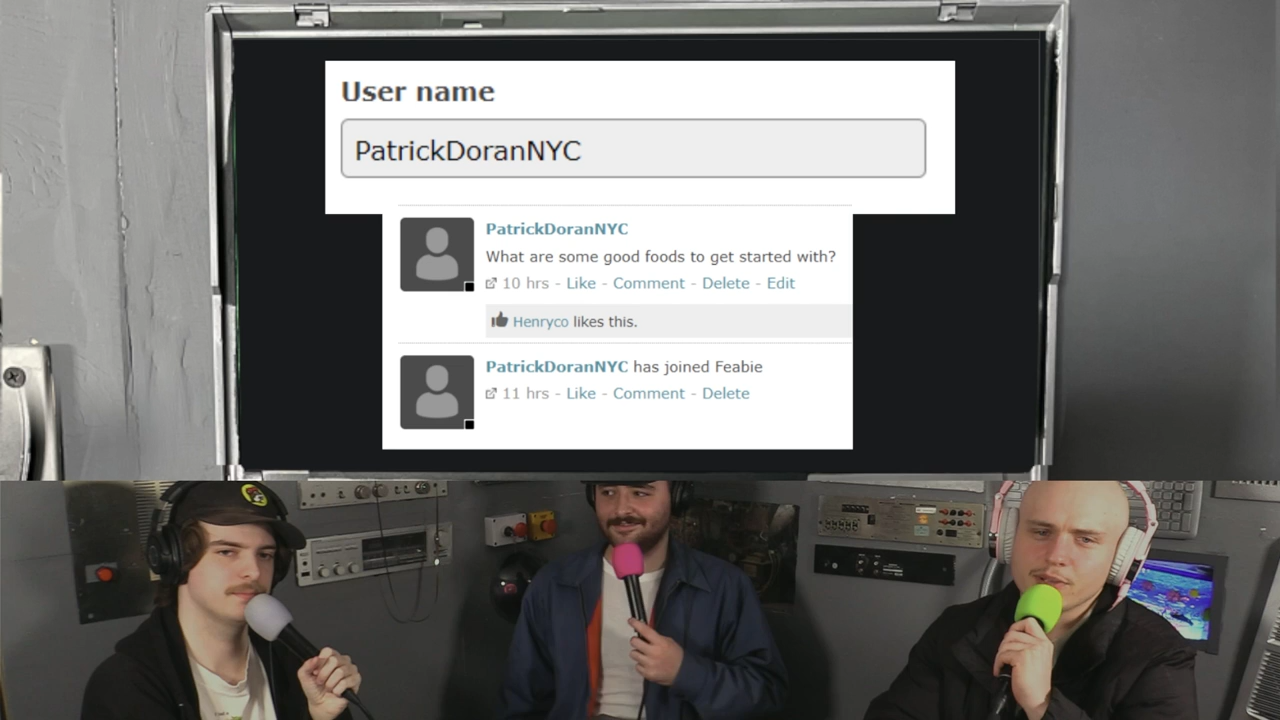 User name
PatrickDoranNYC
PatrickDoranNYC
What are some good foods to get started with?
10 hrs - Like - Comment - Delete - Edit
Henryco likes this.
PatrickDoranNYC has joined Feabie
11 hrs - Like - Comment - Delete